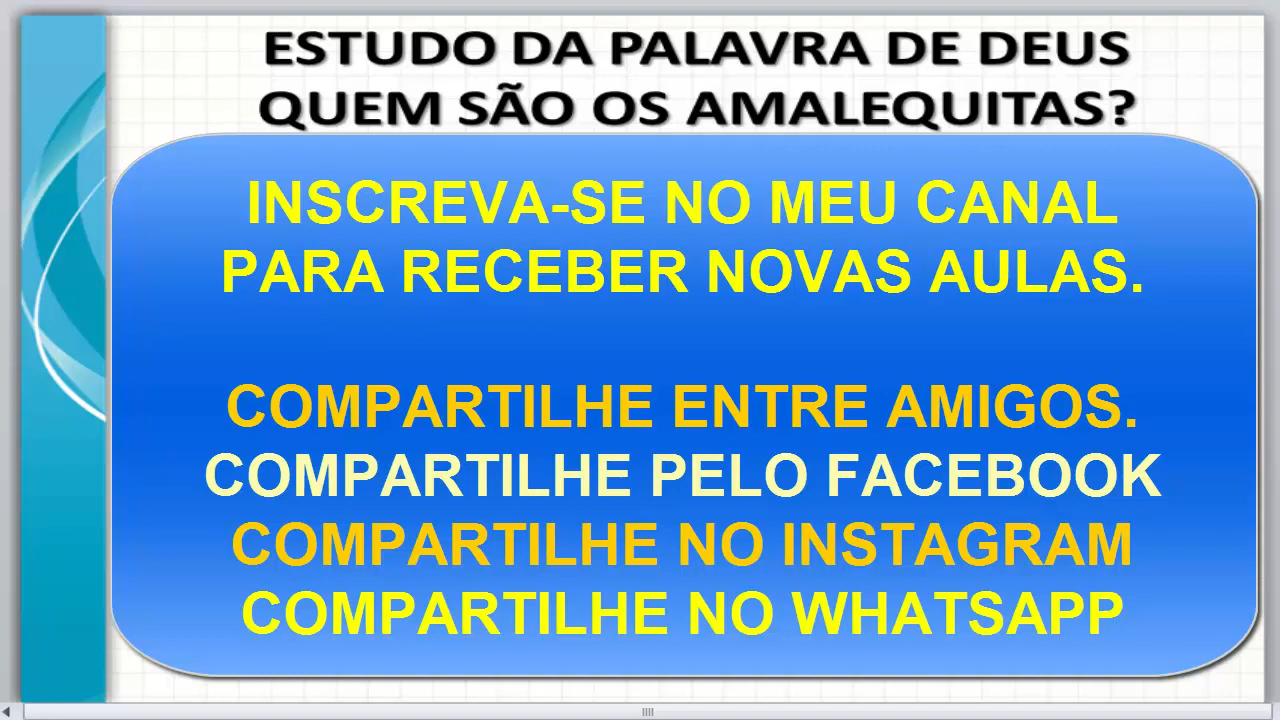 ESTUDO DA PALAVRA DE DEUS
QUEM SÃO OS AMALEQUITAS?
INSCREVA-SE NO MEU CANAL
PARA RECEBER NOVAS AULAS.
COMPARTILHE ENTRE AMIGOS.
COMPARTILHE PELO FACEBOOK
COMPARTILHE NO INSTAGRAM
COMPARTILHE NO WHATSAPP